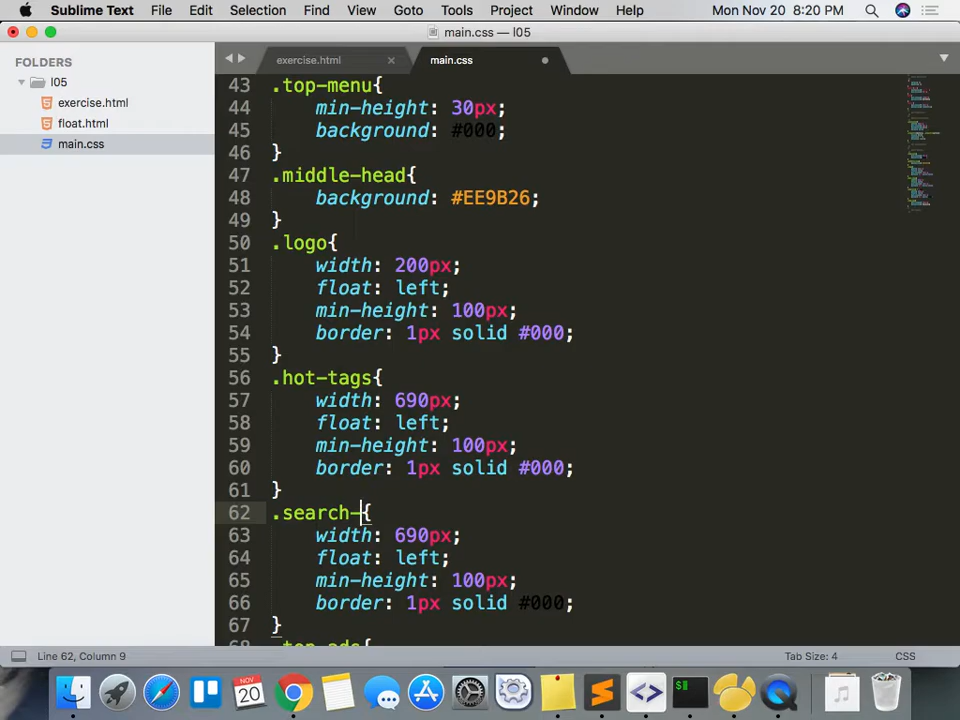 Sublime Text File Edit Selection Find View Goto Tools Project Window Help Mon Nov 20 8:20 PM
main.css — l05
FOLDERS
l05
exercise.html
float.html
main.css
exercise.html × main.css
43 .top-menu{
44 min-height: 30px;
45 background: #000;
46 }
47 .middle-head{
48 background: #EE9B26;
49 }
50 .logo{
51 width: 200px;
52 float: left;
53 min-height: 100px;
54 border: 1px solid #000;
55 }
56 .hot-tags{
57 width: 690px;
58 float: left;
59 min-height: 100px;
60 border: 1px solid #000;
61 }
62 .search-{
63 width: 690px;
64 float: left;
65 min-height: 100px;
66 border: 1px solid #000;
67 }
68 .top-ads{
Line 62, Column 9 Tab Size: 4 CSS
NOV
20